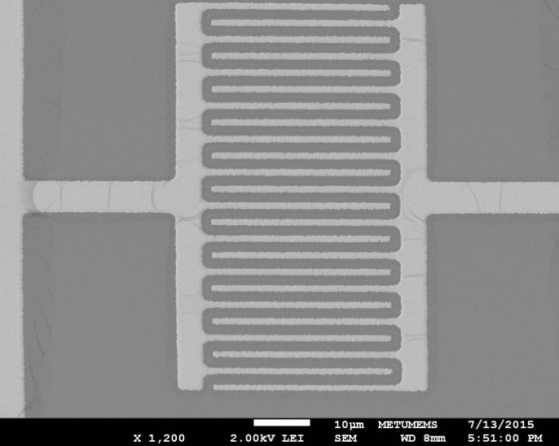 10μm METUMEMS 7/13/2015
X 1,200 2.00kV LEI SEM WD 8mm 5:51:00 PM